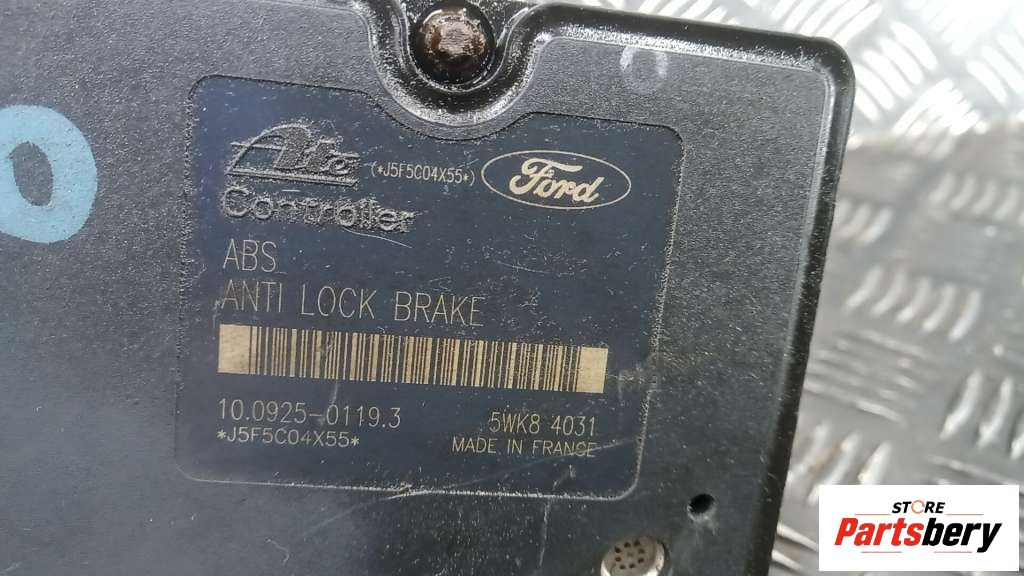 Ate
(*J5F5C04X55*)
Ford
Controller
ABS
ANTI LOCK BRAKE
10.0925-0119.3
5WK8 4031
*J5F5C04X55*
MADE IN FRANCE
STORE
Partsbery